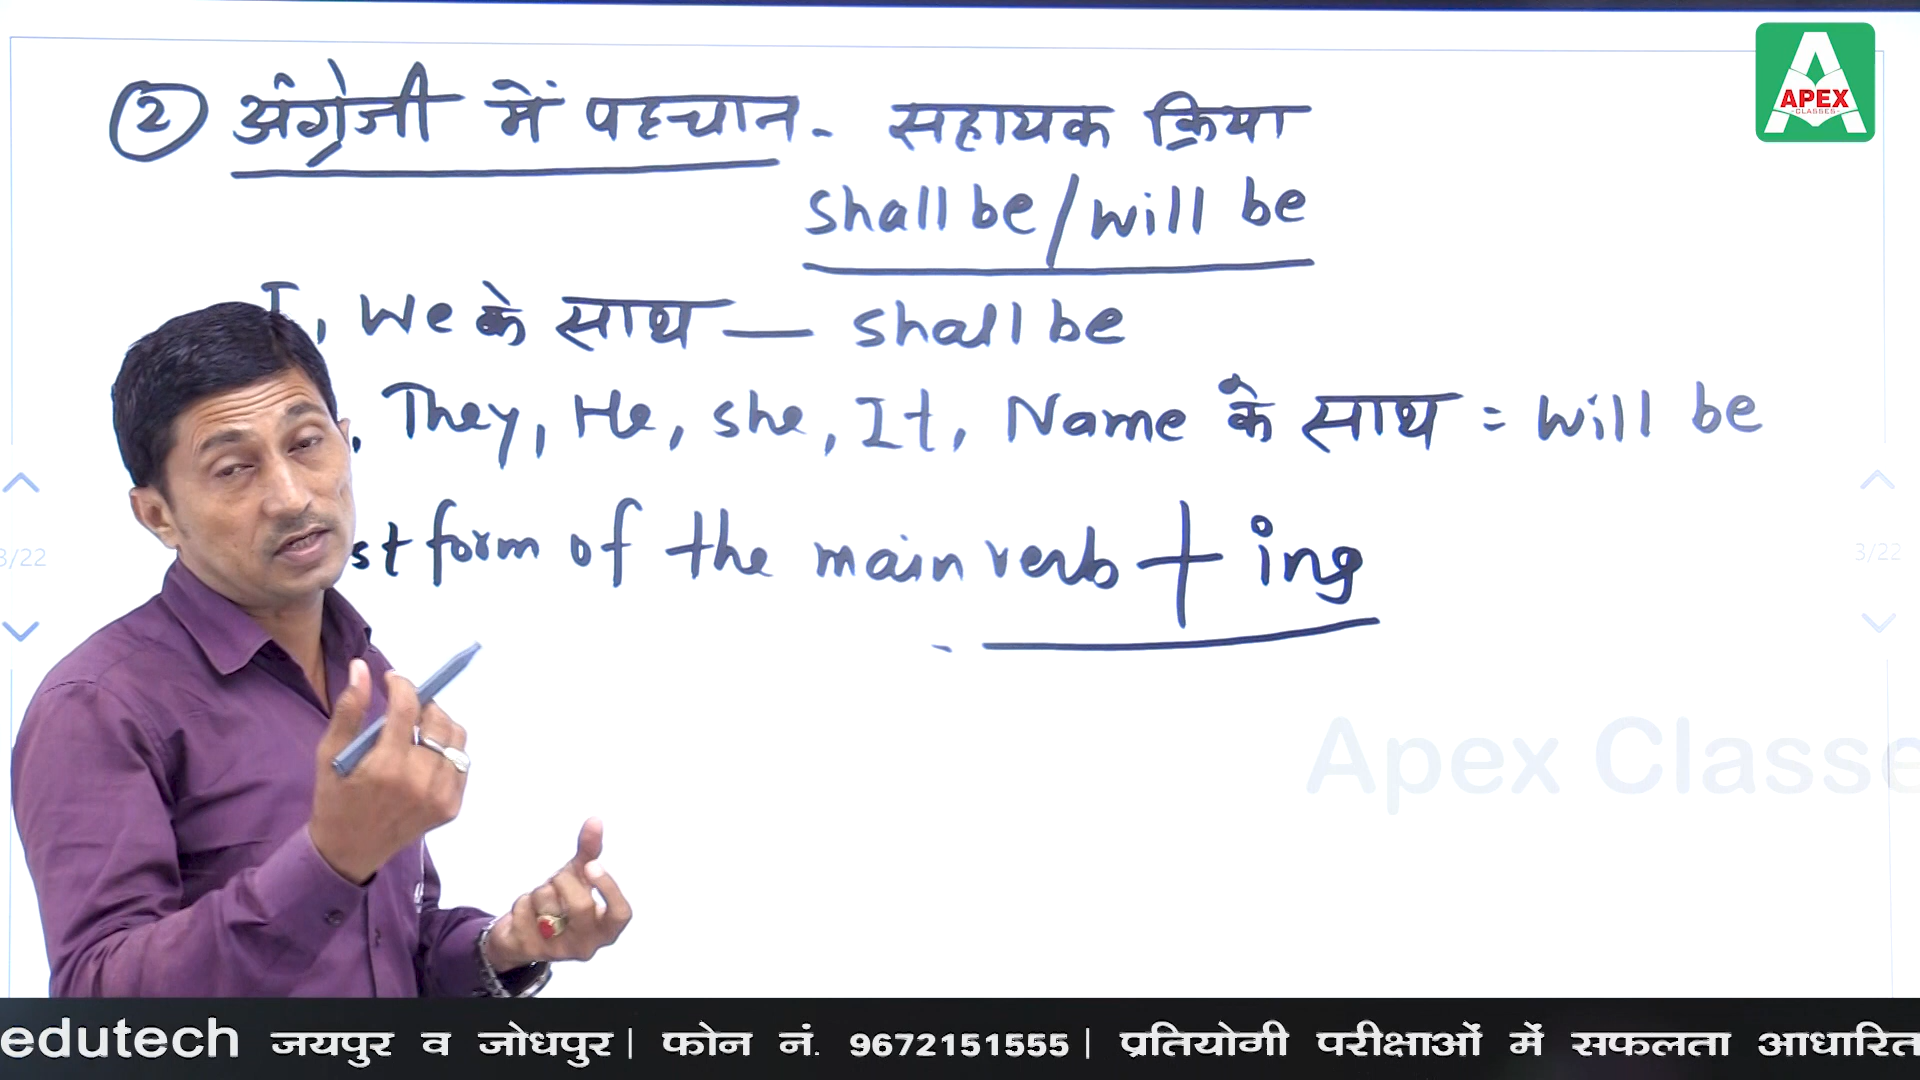 ② अंग्रेजी में पहचान - सहायक क्रिया
shall be / will be
I, We के साथ — shall be
, They, He, she, It, Name के साथ = will be
st form of the main verb + ing
3/22
3/22
APEX
CLASSES
Apex Classe
edutech जयपुर व जोधपुर | फोन नं. 9672151555 | प्रतियोगी परीक्षाओं में सफलता आधारित